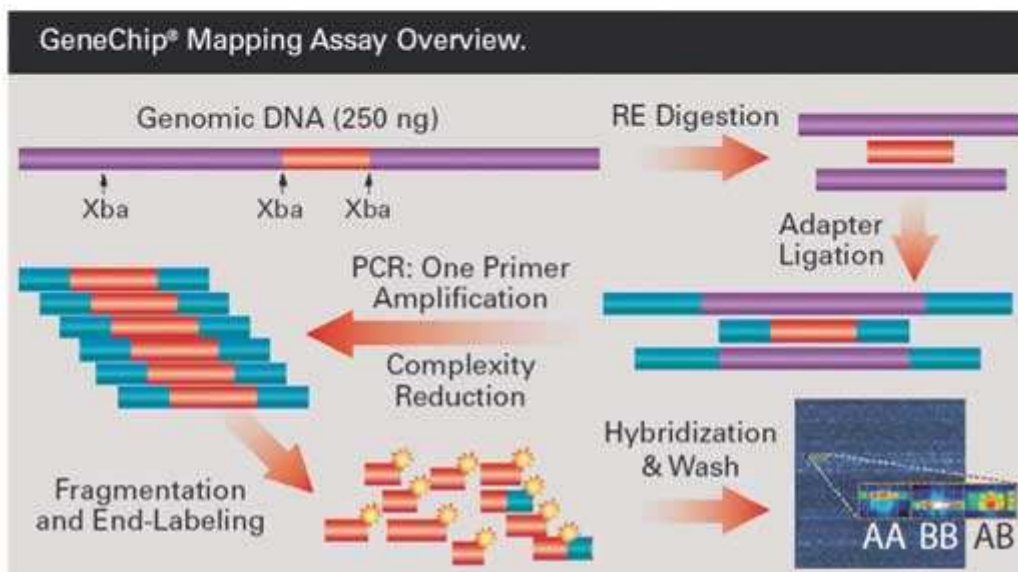 GeneChip® Mapping Assay Overview.
Genomic DNA (250 ng)
RE Digestion
Xba
Xba
Xba
Adapter
Ligation
PCR: One Primer
Amplification
Complexity
Reduction
Fragmentation
and End-Labeling
Hybridization
& Wash
AA BB AB